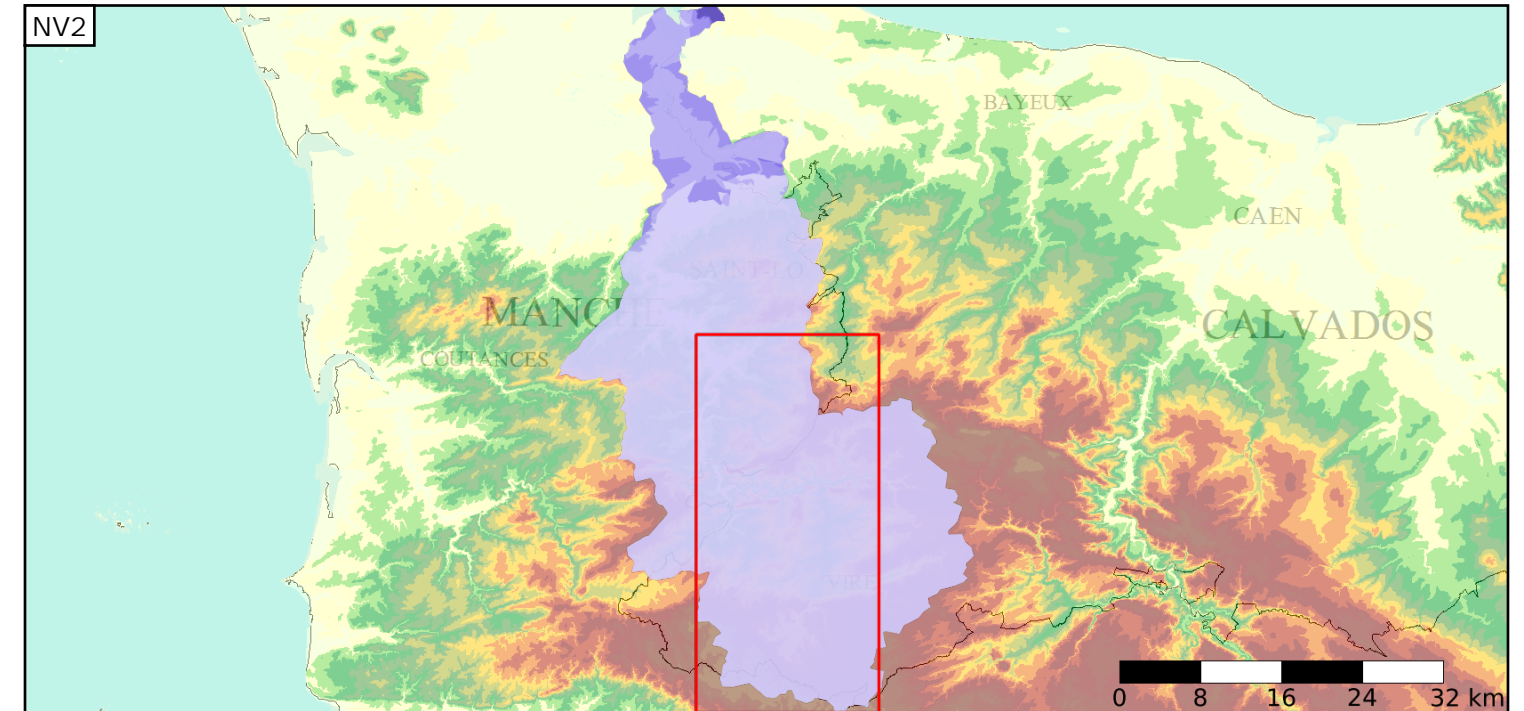 NV2
BAYEUX
CAEN
SAINT-LO
MANCHE
CALVADOS
COUTANCES
VIRE
0 8 16 24 32 km